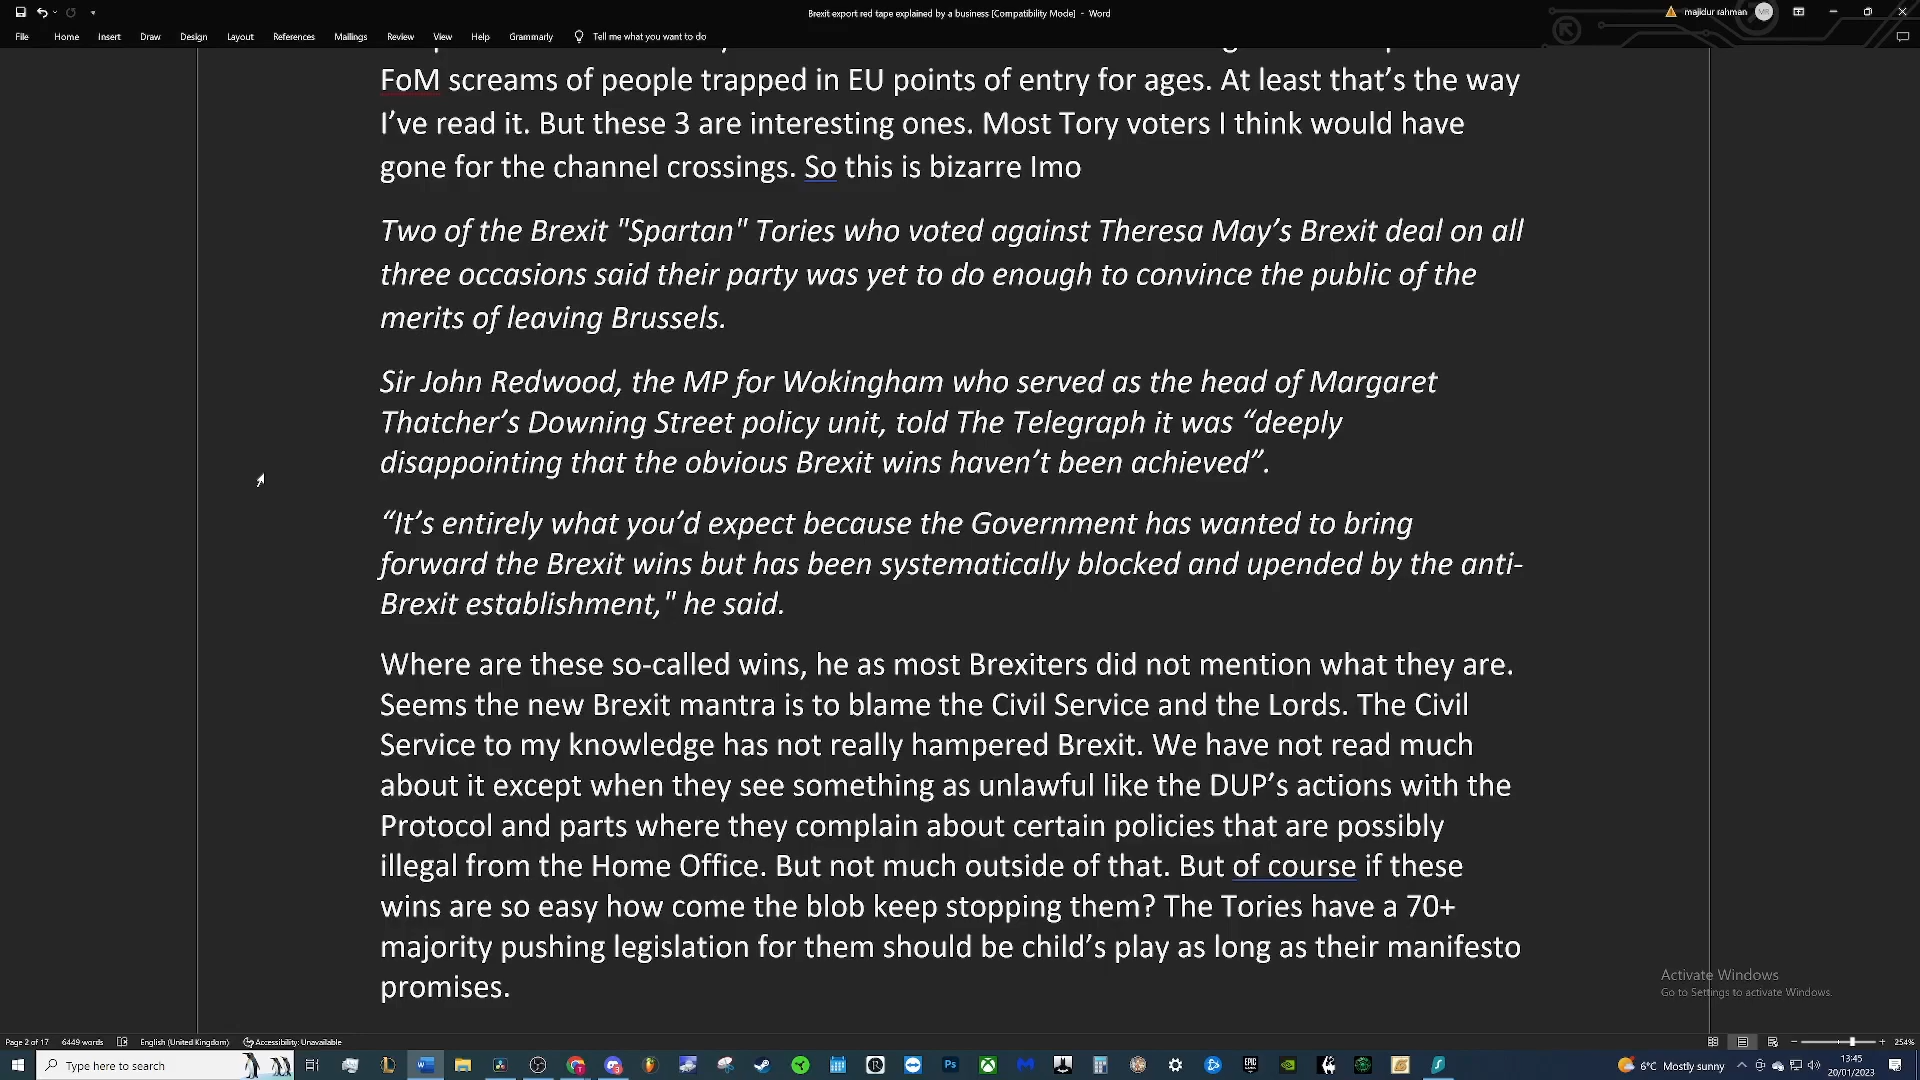 Brexit export red tape explained by a business [Compatibility Mode] - Word
majidur rahman
MR
File Home Insert Draw Design Layout References Mailings Review View Help Grammarly Tell me what you want to do
FoM screams of people trapped in EU points of entry for ages. At least that’s the way
I’ve read it. But these 3 are interesting ones. Most Tory voters I think would have
gone for the channel crossings. So this is bizarre Imo
Two of the Brexit "Spartan" Tories who voted against Theresa May’s Brexit deal on all
three occasions said their party was yet to do enough to convince the public of the
merits of leaving Brussels.
Sir John Redwood, the MP for Wokingham who served as the head of Margaret
Thatcher’s Downing Street policy unit, told The Telegraph it was “deeply
disappointing that the obvious Brexit wins haven’t been achieved”.
“It’s entirely what you’d expect because the Government has wanted to bring
forward the Brexit wins but has been systematically blocked and upended by the anti-
Brexit establishment," he said.
Where are these so-called wins, he as most Brexiters did not mention what they are.
Seems the new Brexit mantra is to blame the Civil Service and the Lords. The Civil
Service to my knowledge has not really hampered Brexit. We have not read much
about it except when they see something as unlawful like the DUP’s actions with the
Protocol and parts where they complain about certain policies that are possibly
illegal from the Home Office. But not much outside of that. But of course if these
wins are so easy how come the blob keep stopping them? The Tories have a 70+
majority pushing legislation for them should be child’s play as long as their manifesto
promises.
Activate Windows
Go to Settings to activate Windows.
Page 2 of 17 6449 words English (United Kingdom) Accessibility: Unavailable 254%
Type here to search
6°C Mostly sunny
13:45
20/01/2023